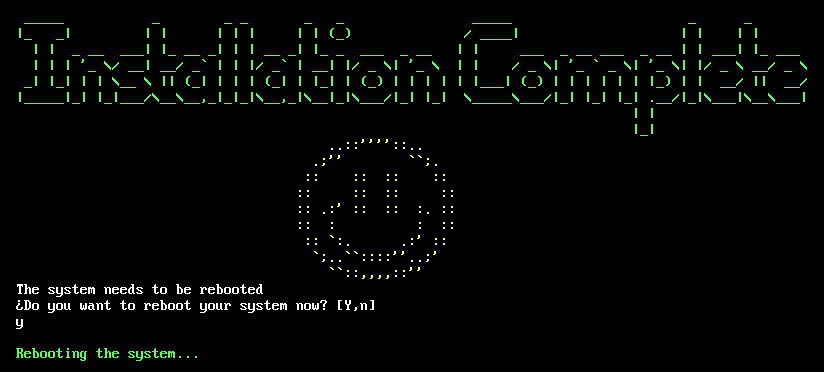 Installation Complete
The system needs to be rebooted
¿Do you want to reboot your system now? [Y,n]
y
Rebooting the system...